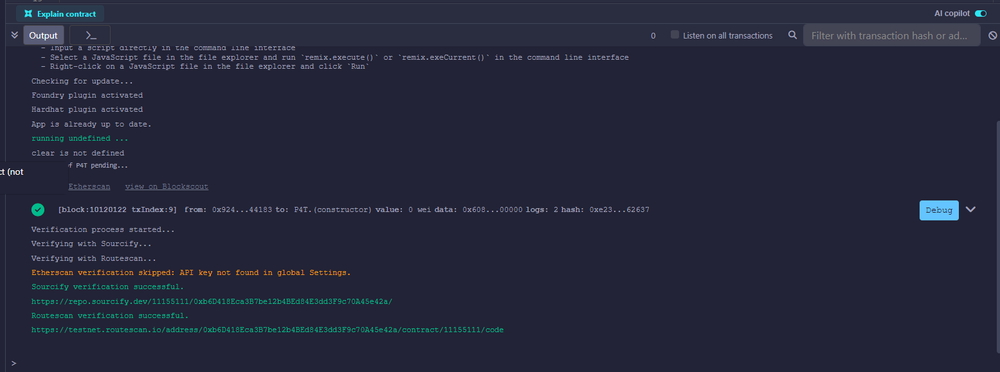 Explain contract
AI copilot
Output
>_
0
Listen on all transactions
Filter with transaction hash or ad...
- Input a script directly in the command line interface
- Select a JavaScript file in the file explorer and run `remix.execute()` or `remix.exeCurrent()` in the command line interface
- Right-click on a JavaScript file in the file explorer and click `Run`
Checking for update...
Foundry plugin activated
Hardhat plugin activated
App is already up to date.
running undefined ...
clear is not defined
of P4T pending...
(not
Etherscan view on Blockscout
[block:10120122 txIndex:9] from: 0x924...44183 to: P4T.(constructor) value: 0 wei data: 0x608...00000 logs: 2 hash: 0xe23...62637
Debug
Verification process started...
Verifying with Sourcify...
Verifying with Routescan...
Etherscan verification skipped: API key not found in global Settings.
Sourcify verification successful.
https://repo.sourcify.dev/11155111/0xb6D418Eca3B7be12b4BEd84E3dd3F9c70A45e42a/
Routescan verification successful.
https://testnet.routescan.io/address/0xb6D418Eca3B7be12b4BEd84E3dd3F9c70A45e42a/contract/11155111/code
>